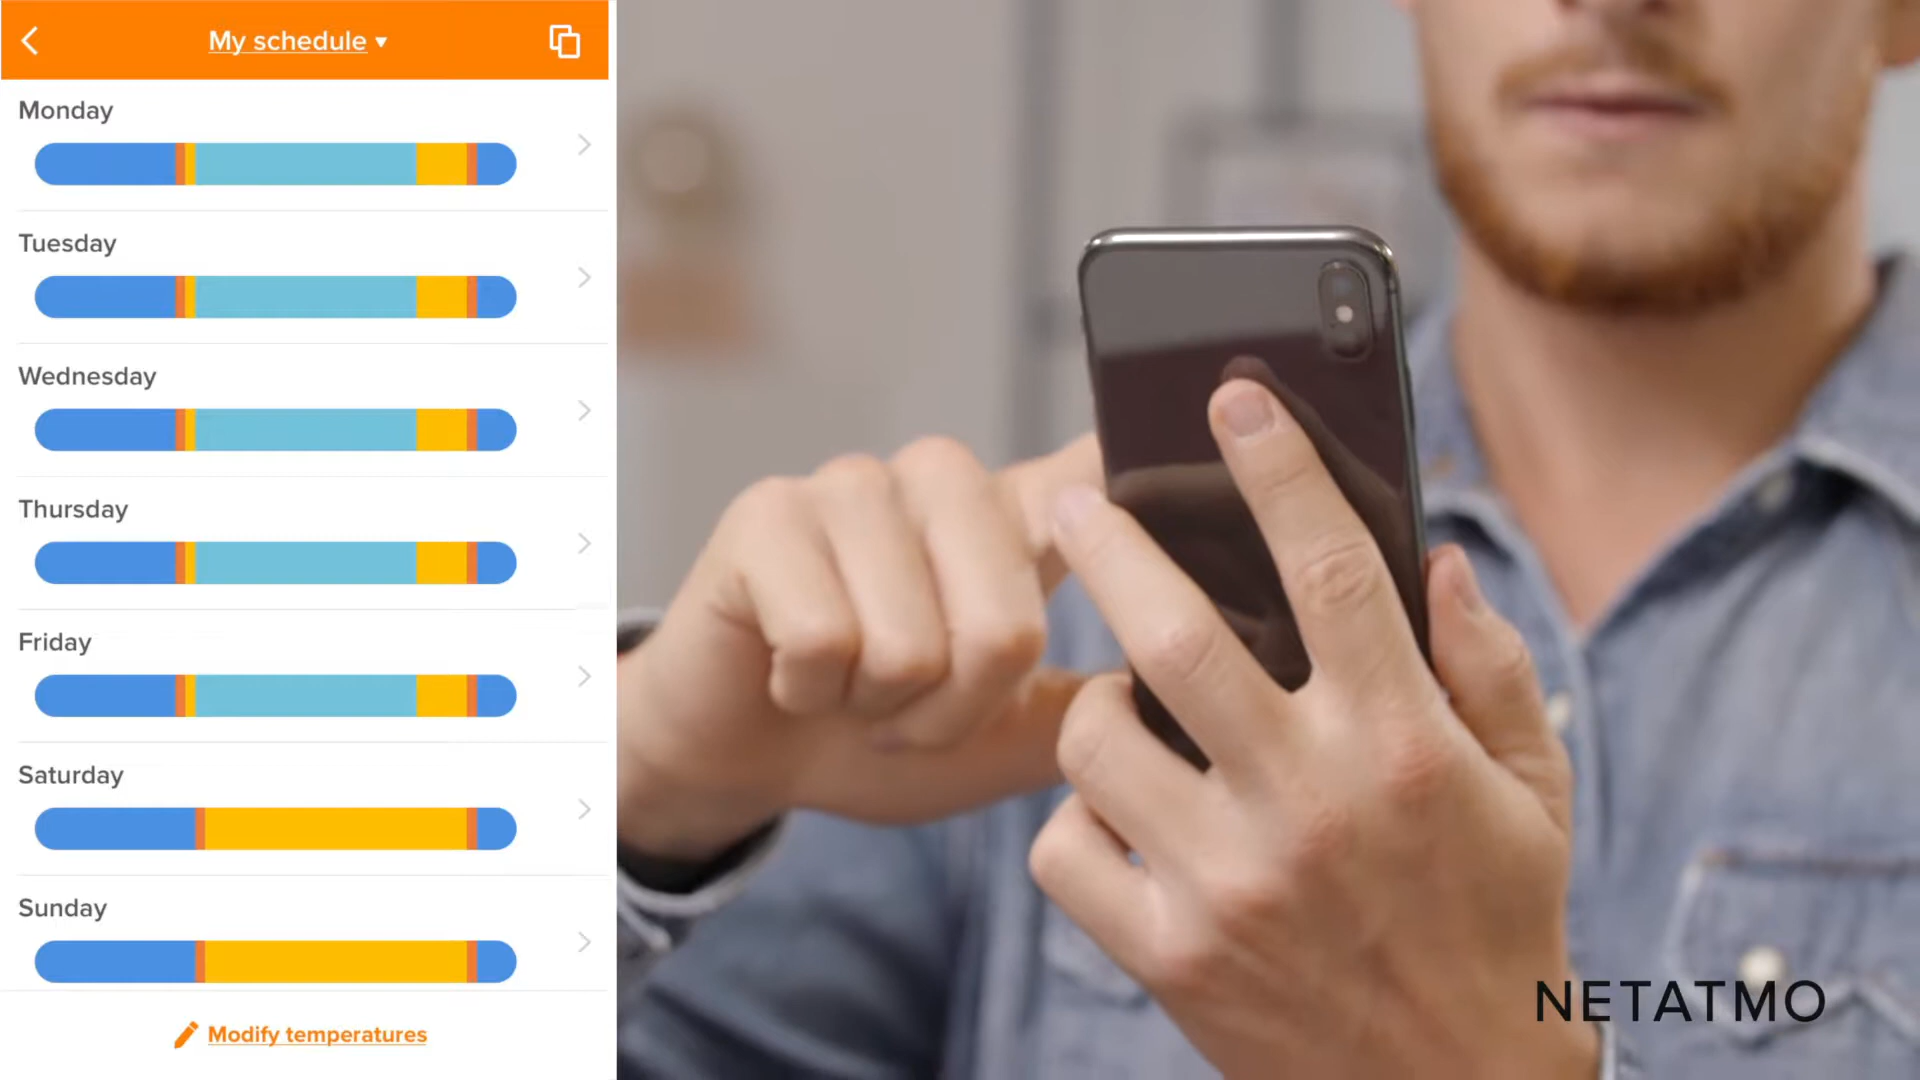 My schedule
Monday
Tuesday
Wednesday
Thursday
Friday
Saturday
Sunday
Modify temperatures
NETATMO